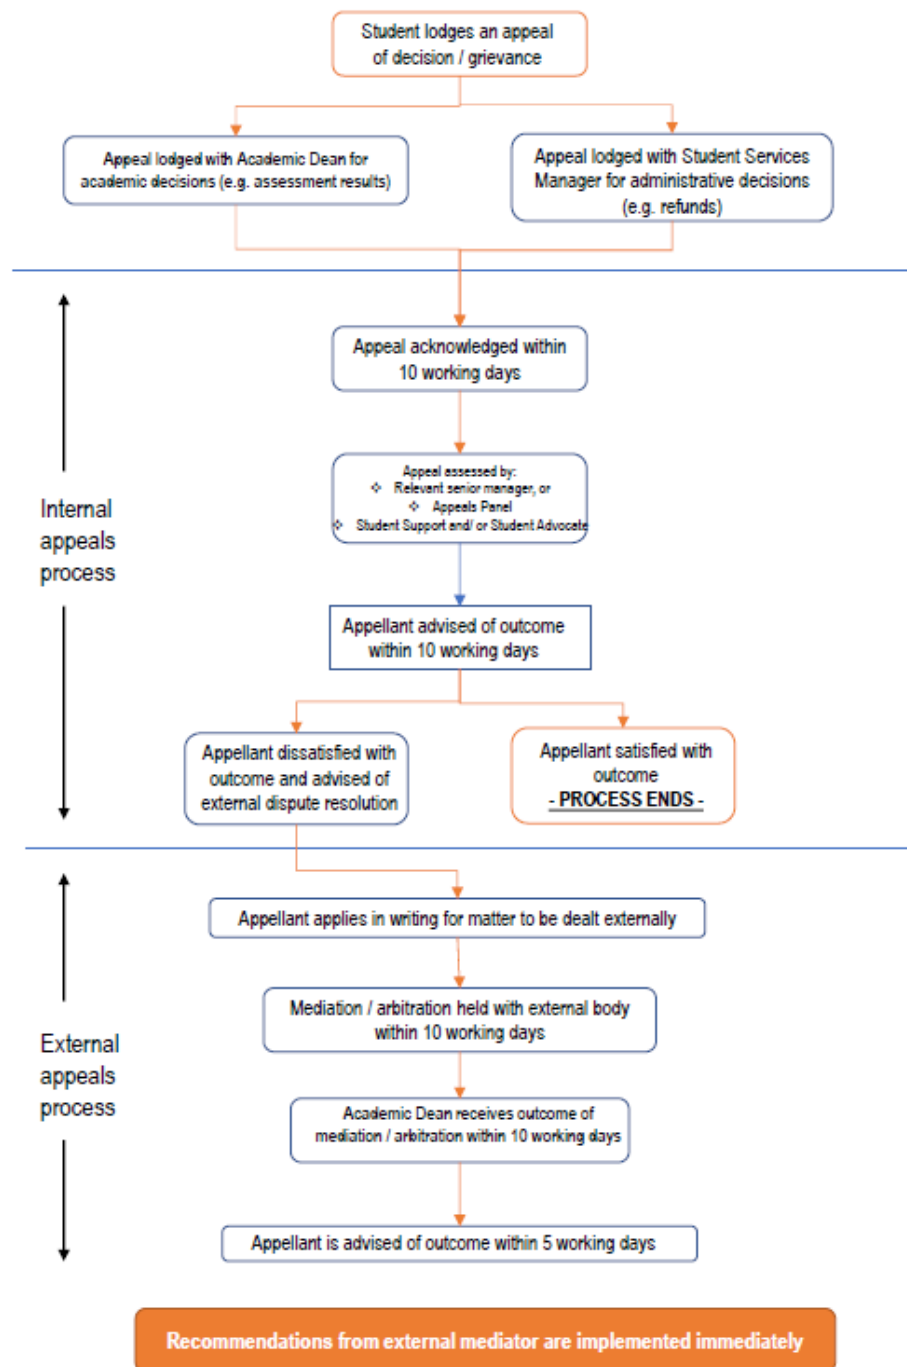 Student lodges an appeal
of decision / grievance
Appeal lodged with Academic Dean for
academic decisions (e.g. assessment results)
Appeal lodged with Student Services
Manager for administrative decisions
(e.g. refunds)
Appeal acknowledged within
10 working days
Appeal assessed by:
❖ Relevant senior manager, or
❖ Appeals Panel
❖ Student Support and/ or Student Advocate
Internal
appeals
process
Appellant advised of outcome
within 10 working days
Appellant dissatisfied with
outcome and advised of
external dispute resolution
Appellant satisfied with
outcome
- PROCESS ENDS -
Appellant applies in writing for matter to be dealt externally
Mediation / arbitration held with external body
within 10 working days
External
appeals
process
Academic Dean receives outcome of
mediation / arbitration within 10 working days
Appellant is advised of outcome within 5 working days
Recommendations from external mediator are implemented immediately